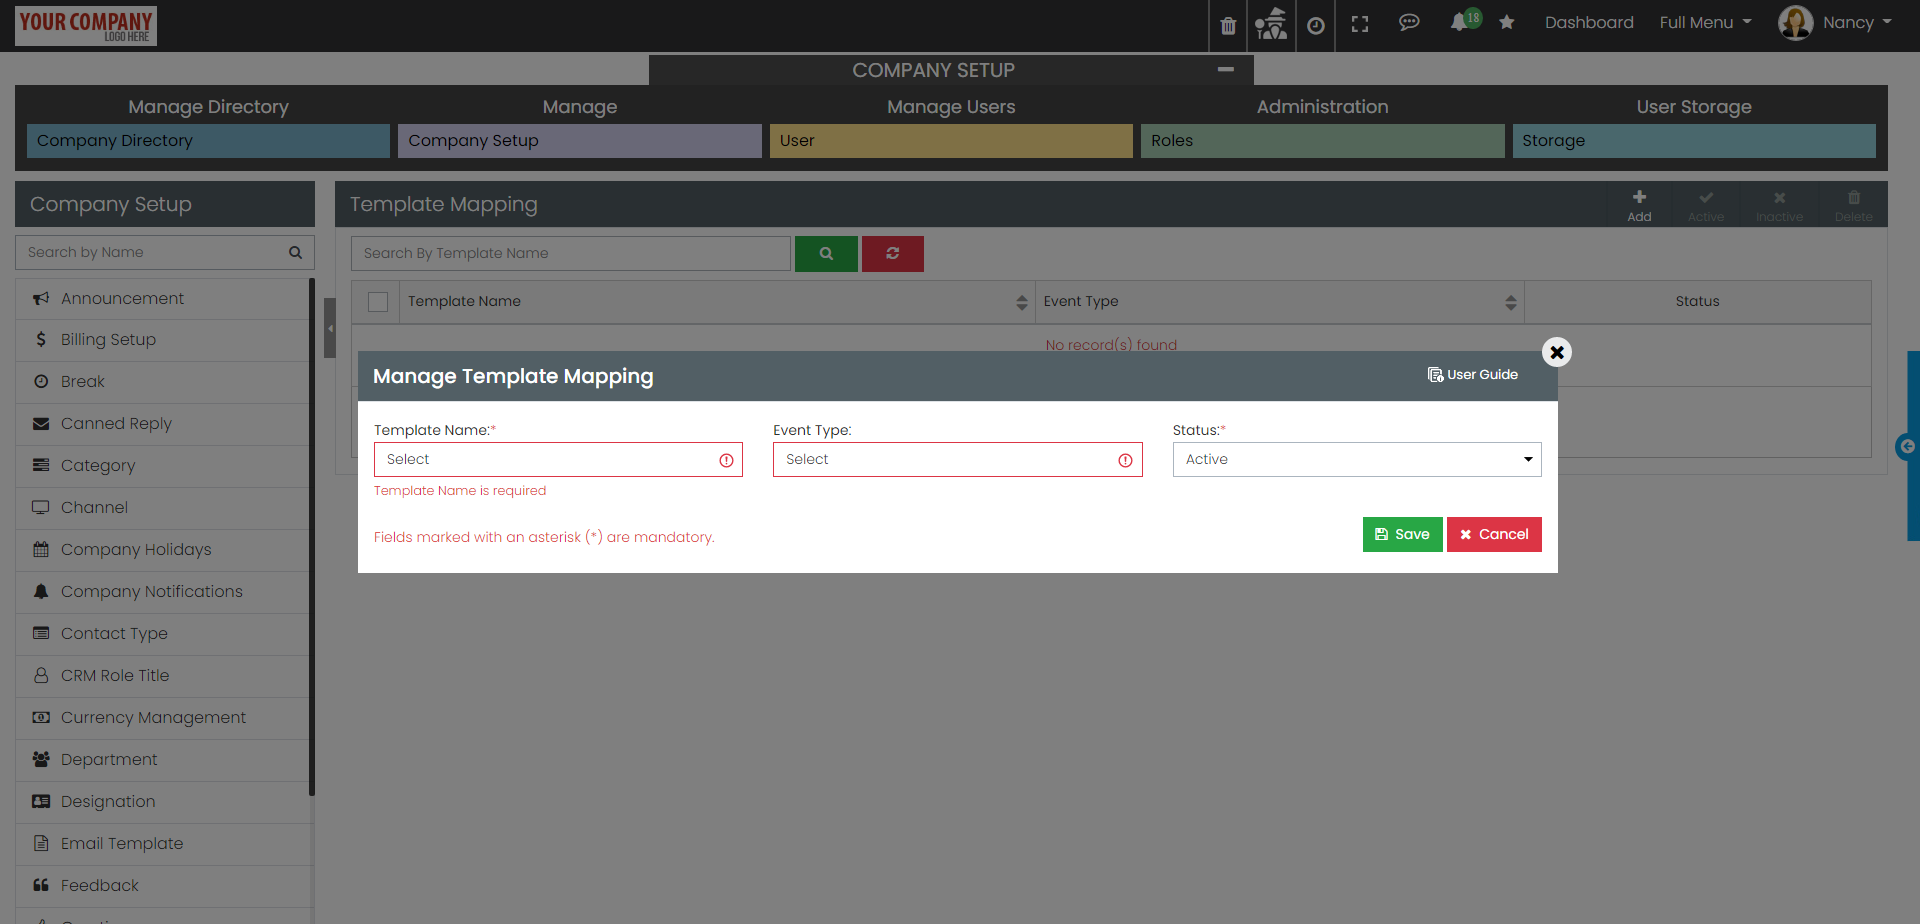 YOUR COMPANY
LOGO HERE
18
Dashboard
Full Menu
Nancy
COMPANY SETUP
Manage Directory
Manage
Manage Users
Administration
User Storage
Company Directory
Company Setup
User
Roles
Storage
Company Setup
Template Mapping
Add
Active
Inactive
Delete
Search by Name
Search By Template Name
Announcement
Billing Setup
Break
Canned Reply
Category
Channel
Company Holidays
Company Notifications
Contact Type
CRM Role Title
Currency Management
Department
Designation
Email Template
Feedback
Template Name
Event Type
Status
No record(s) found
Manage Template Mapping
User Guide
Template Name:*
Event Type:
Status:*
Select
Select
Active
Template Name is required
Fields marked with an asterisk (*) are mandatory.
Save
Cancel